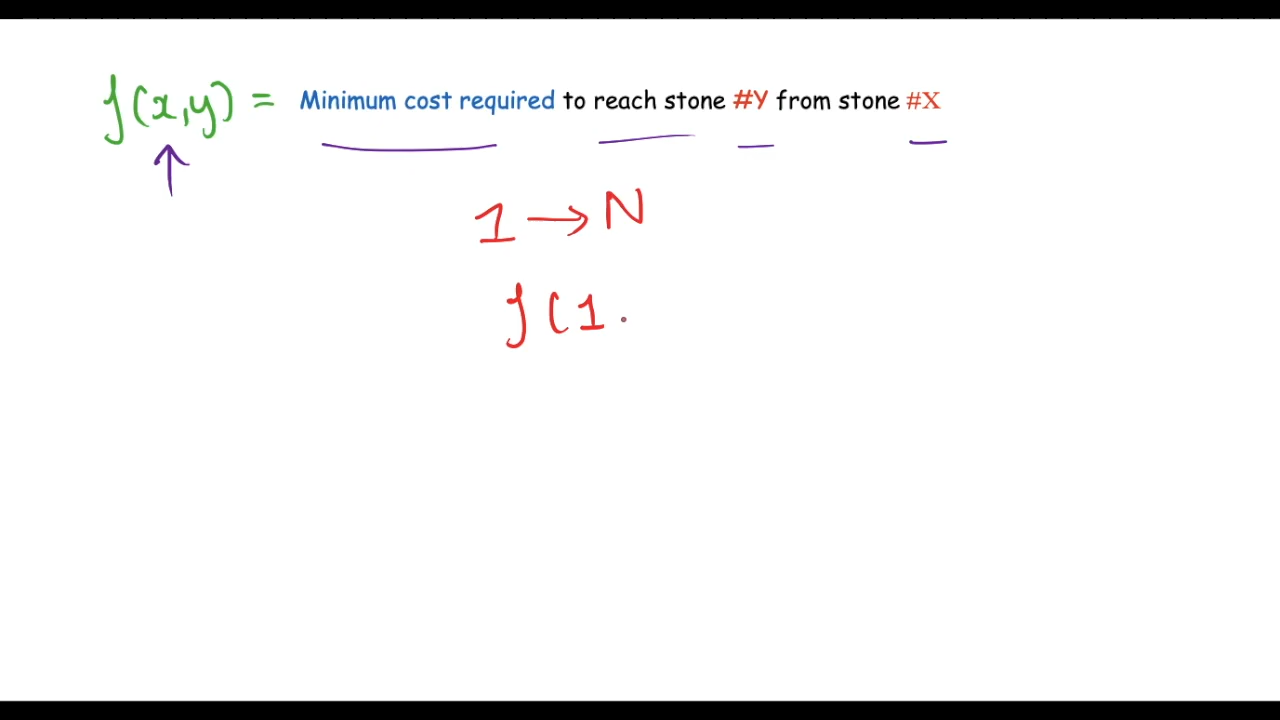 f(x,y) = Minimum cost required to reach stone #Y from stone #X
1 → N
f(1.